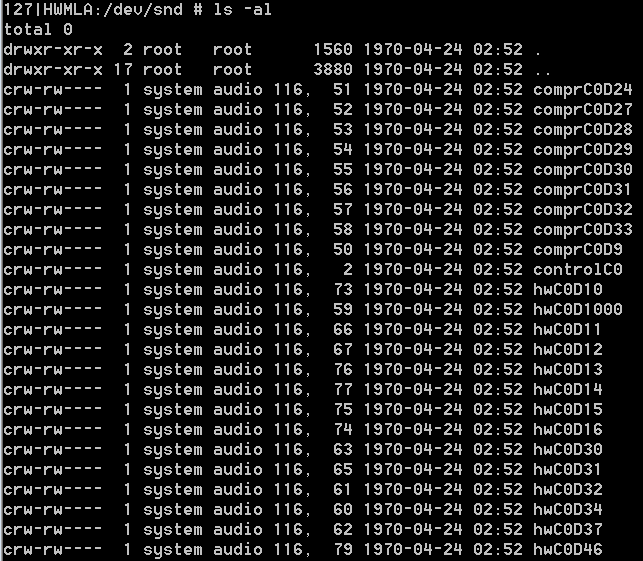 127|HWMLA:/dev/snd # ls -al
total 0
drwxr-xr-x  2 root   root       1560 1970-04-24 02:52 .
drwxr-xr-x 17 root   root       3880 1970-04-24 02:52 ..
crw-rw----  1 system audio 116,  51 1970-04-24 02:52 comprC0D24
crw-rw----  1 system audio 116,  52 1970-04-24 02:52 comprC0D27
crw-rw----  1 system audio 116,  53 1970-04-24 02:52 comprC0D28
crw-rw----  1 system audio 116,  54 1970-04-24 02:52 comprC0D29
crw-rw----  1 system audio 116,  55 1970-04-24 02:52 comprC0D30
crw-rw----  1 system audio 116,  56 1970-04-24 02:52 comprC0D31
crw-rw----  1 system audio 116,  57 1970-04-24 02:52 comprC0D32
crw-rw----  1 system audio 116,  58 1970-04-24 02:52 comprC0D33
crw-rw----  1 system audio 116,  50 1970-04-24 02:52 comprC0D9
crw-rw----  1 system audio 116,   2 1970-04-24 02:52 controlC0
crw-rw----  1 system audio 116,  73 1970-04-24 02:52 hwC0D10
crw-rw----  1 system audio 116,  59 1970-04-24 02:52 hwC0D1000
crw-rw----  1 system audio 116,  66 1970-04-24 02:52 hwC0D11
crw-rw----  1 system audio 116,  67 1970-04-24 02:52 hwC0D12
crw-rw----  1 system audio 116,  76 1970-04-24 02:52 hwC0D13
crw-rw----  1 system audio 116,  77 1970-04-24 02:52 hwC0D14
crw-rw----  1 system audio 116,  75 1970-04-24 02:52 hwC0D15
crw-rw----  1 system audio 116,  74 1970-04-24 02:52 hwC0D16
crw-rw----  1 system audio 116,  63 1970-04-24 02:52 hwC0D30
crw-rw----  1 system audio 116,  65 1970-04-24 02:52 hwC0D31
crw-rw----  1 system audio 116,  61 1970-04-24 02:52 hwC0D32
crw-rw----  1 system audio 116,  60 1970-04-24 02:52 hwC0D34
crw-rw----  1 system audio 116,  62 1970-04-24 02:52 hwC0D37
crw-rw----  1 system audio 116,  79 1970-04-24 02:52 hwC0D46